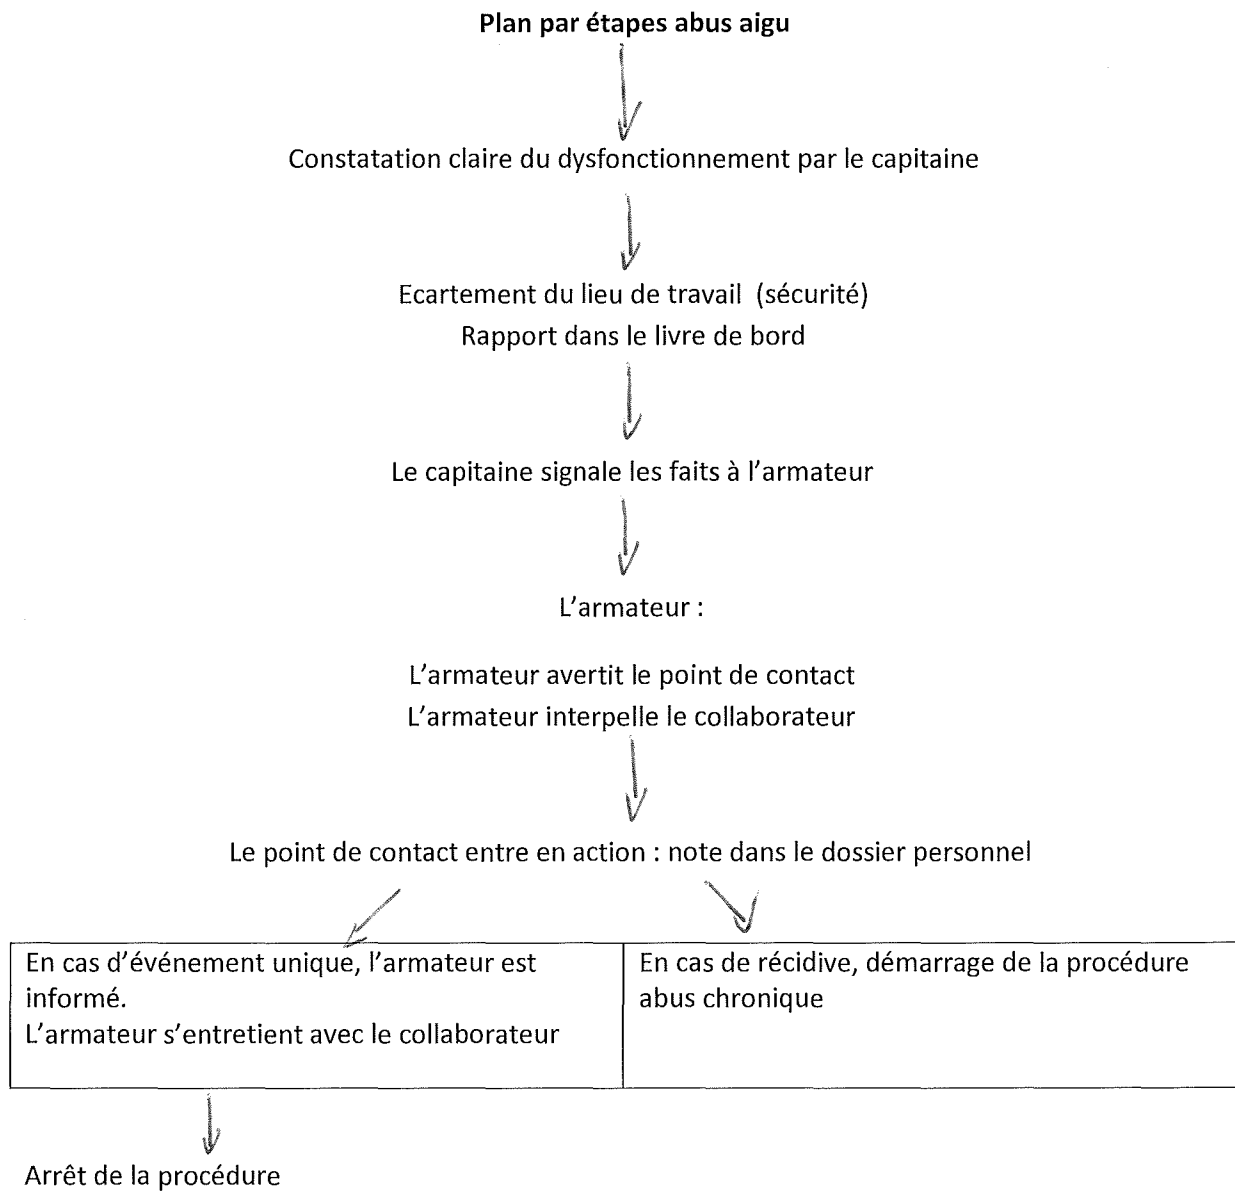 Plan par étapes abus aigu
Constatation claire du dysfonctionnement par le capitaine
Ecartement du lieu de travail (sécurité)
Rapport dans le livre de bord
Le capitaine signale les faits à l’armateur
L’armateur :
L’armateur avertit le point de contact
L’armateur interpelle le collaborateur
Le point de contact entre en action : note dans le dossier personnel
En cas d’événement unique, l’armateur est
informé.
L’armateur s’entretient avec le collaborateur
En cas de récidive, démarrage de la procédure
abus chronique
Arrêt de la procédure